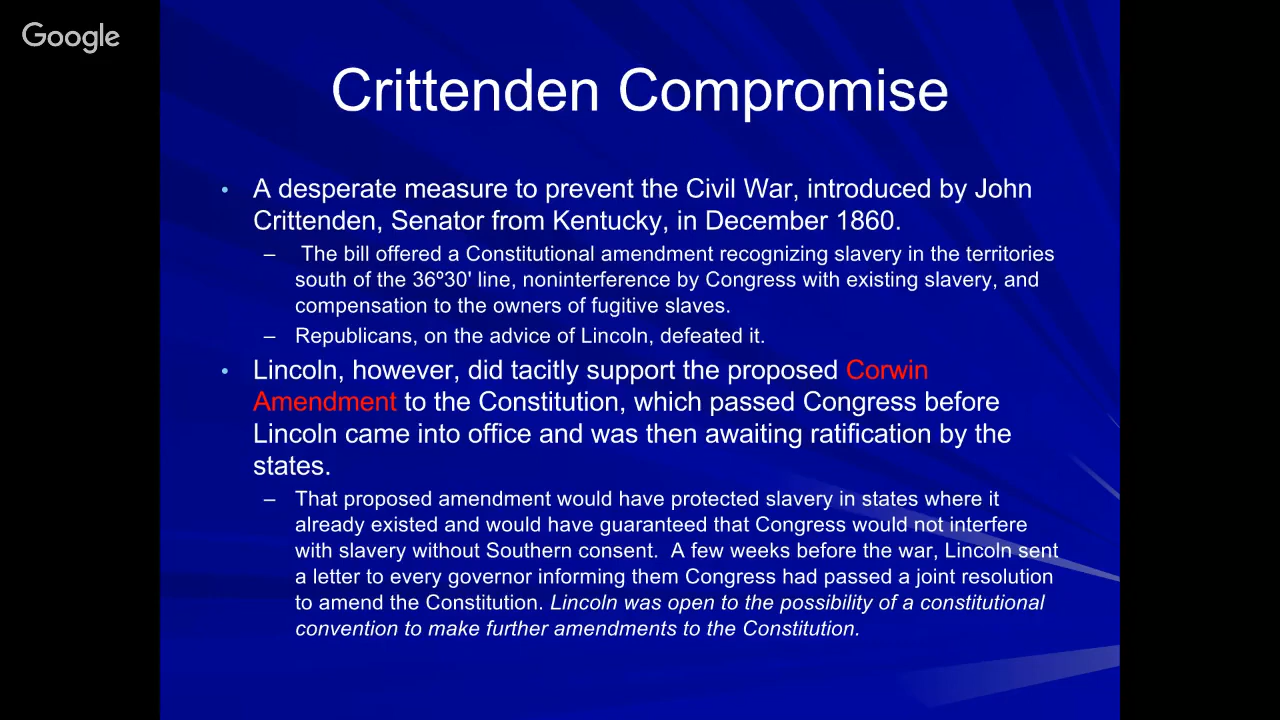 Google
Crittenden Compromise
• A desperate measure to prevent the Civil War, introduced by John
Crittenden, Senator from Kentucky, in December 1860.
– The bill offered a Constitutional amendment recognizing slavery in the territories
south of the 36º30' line, noninterference by Congress with existing slavery, and
compensation to the owners of fugitive slaves.
– Republicans, on the advice of Lincoln, defeated it.
• Lincoln, however, did tacitly support the proposed Corwin
Amendment to the Constitution, which passed Congress before
Lincoln came into office and was then awaiting ratification by the
states.
– That proposed amendment would have protected slavery in states where it
already existed and would have guaranteed that Congress would not interfere
with slavery without Southern consent.  A few weeks before the war, Lincoln sent
a letter to every governor informing them Congress had passed a joint resolution
to amend the Constitution. Lincoln was open to the possibility of a constitutional
convention to make further amendments to the Constitution.